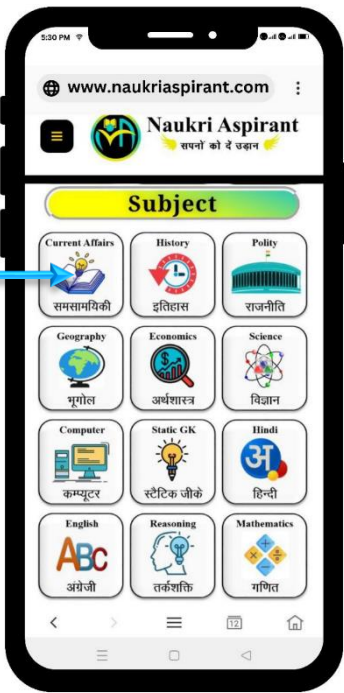 5:30 PM
www.naukriaspirant.com
Naukri Aspirant
सपनों को दें उड़ान
Subject
Current Affairs
समसामयिकी
History
इतिहास
Polity
राजनीति
Geography
भूगोल
Economics
अर्थशास्त्र
Science
विज्ञान
Computer
कम्प्यूटर
Static GK
स्टैटिक जीके
Hindi
अ
हिन्दी
English
ABC
अंग्रेजी
Reasoning
तर्कशक्ति
Mathematics
गणित
12